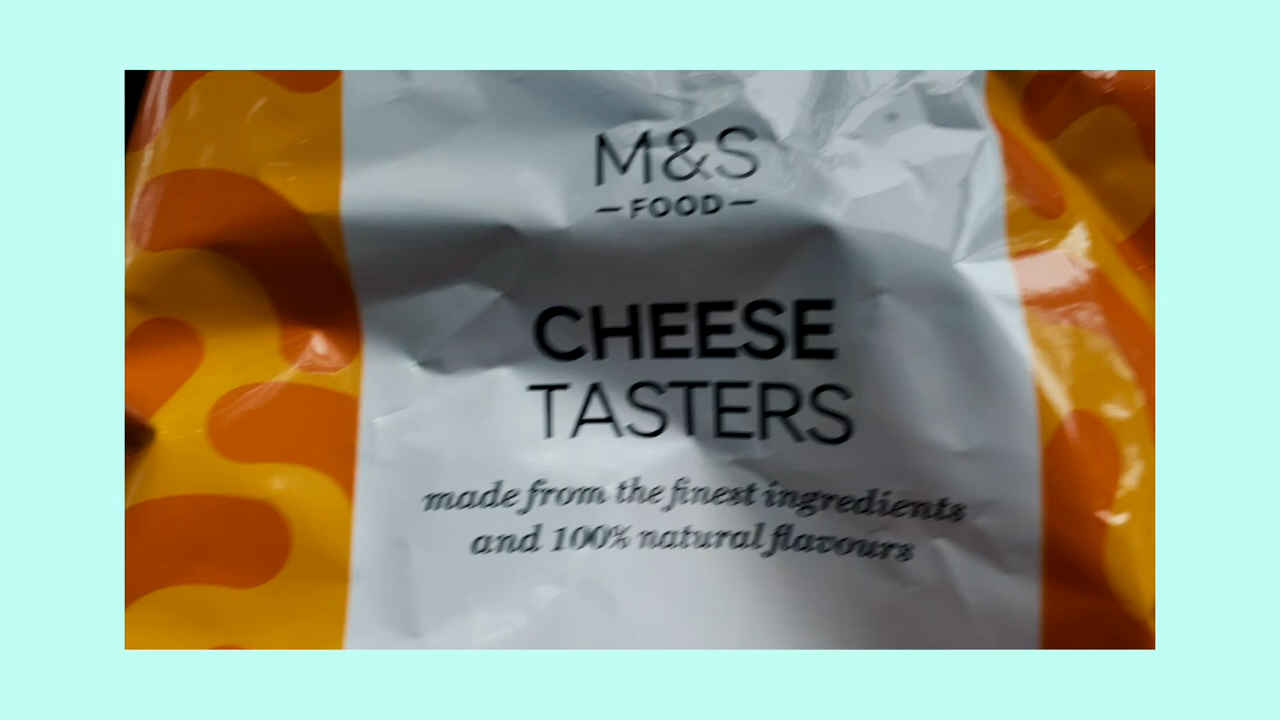 M&S
—FOOD—
CHEESE
TASTERS
made from the finest ingredients
and 100% natural flavours